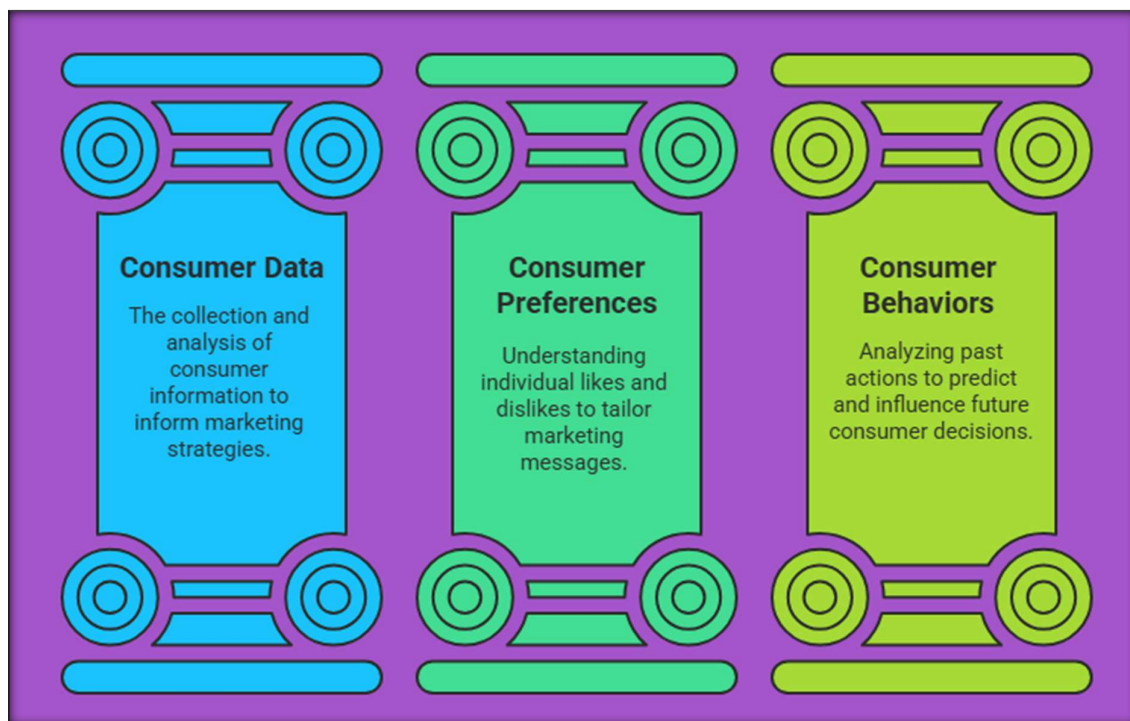 Consumer Data
The collection and
analysis of
consumer
information to
inform marketing
strategies.
Consumer
Preferences
Understanding
individual likes and
dislikes to tailor
marketing
messages.
Consumer
Behaviors
Analyzing past
actions to predict
and influence future
consumer decisions.